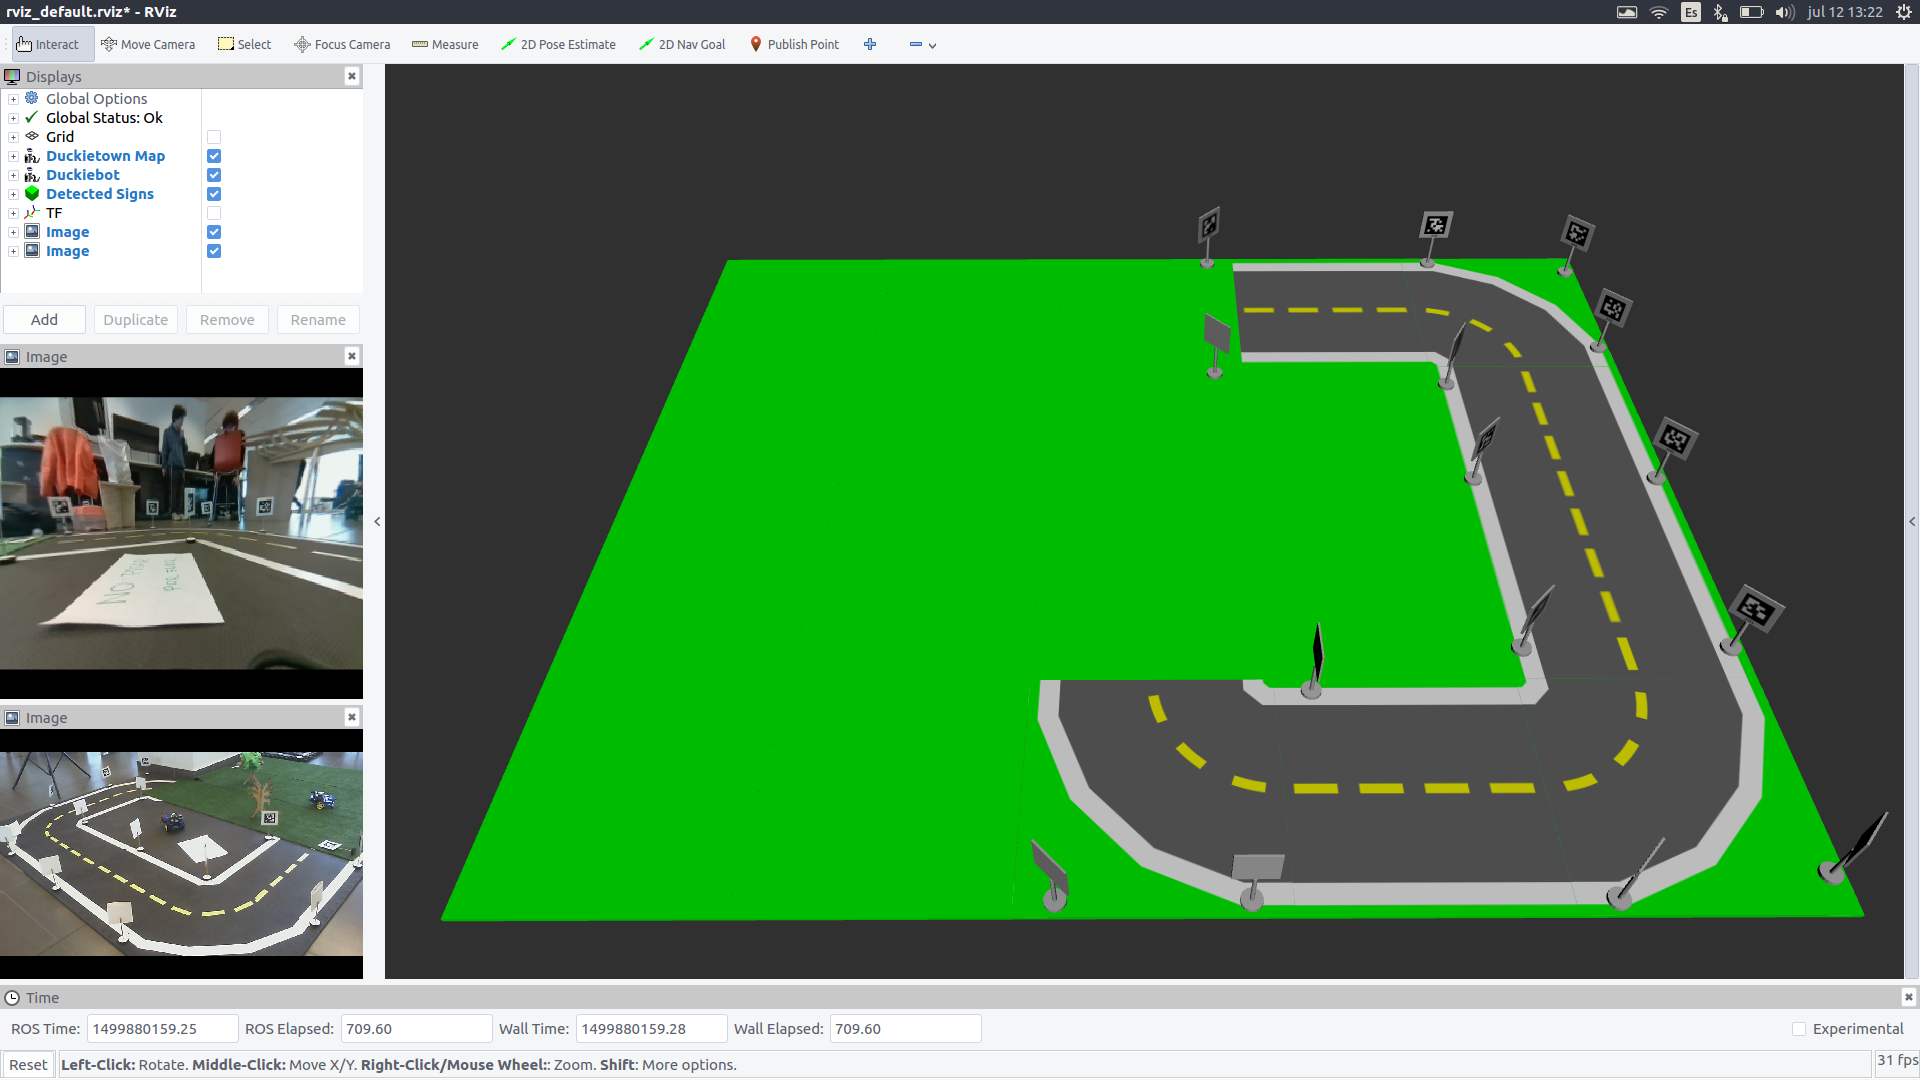 rviz_default.rviz* - RViz
Es
jul 12 13:22
Interact
Move Camera
Select
Focus Camera
Measure
2D Pose Estimate
2D Nav Goal
Publish Point
Displays
Global Options
Global Status: Ok
Grid
Duckietown Map
Duckiebot
Detected Signs
TF
Image
Image
Add
Duplicate
Remove
Rename
Image
NO
POR
Image
Time
ROS Time: 1499880159.25 ROS Elapsed: 709.60 Wall Time: 1499880159.28 Wall Elapsed: 709.60
Experimental
Reset
Left-Click: Rotate. Middle-Click: Move X/Y. Right-Click/Mouse Wheel:: Zoom. Shift: More options.
31 fps